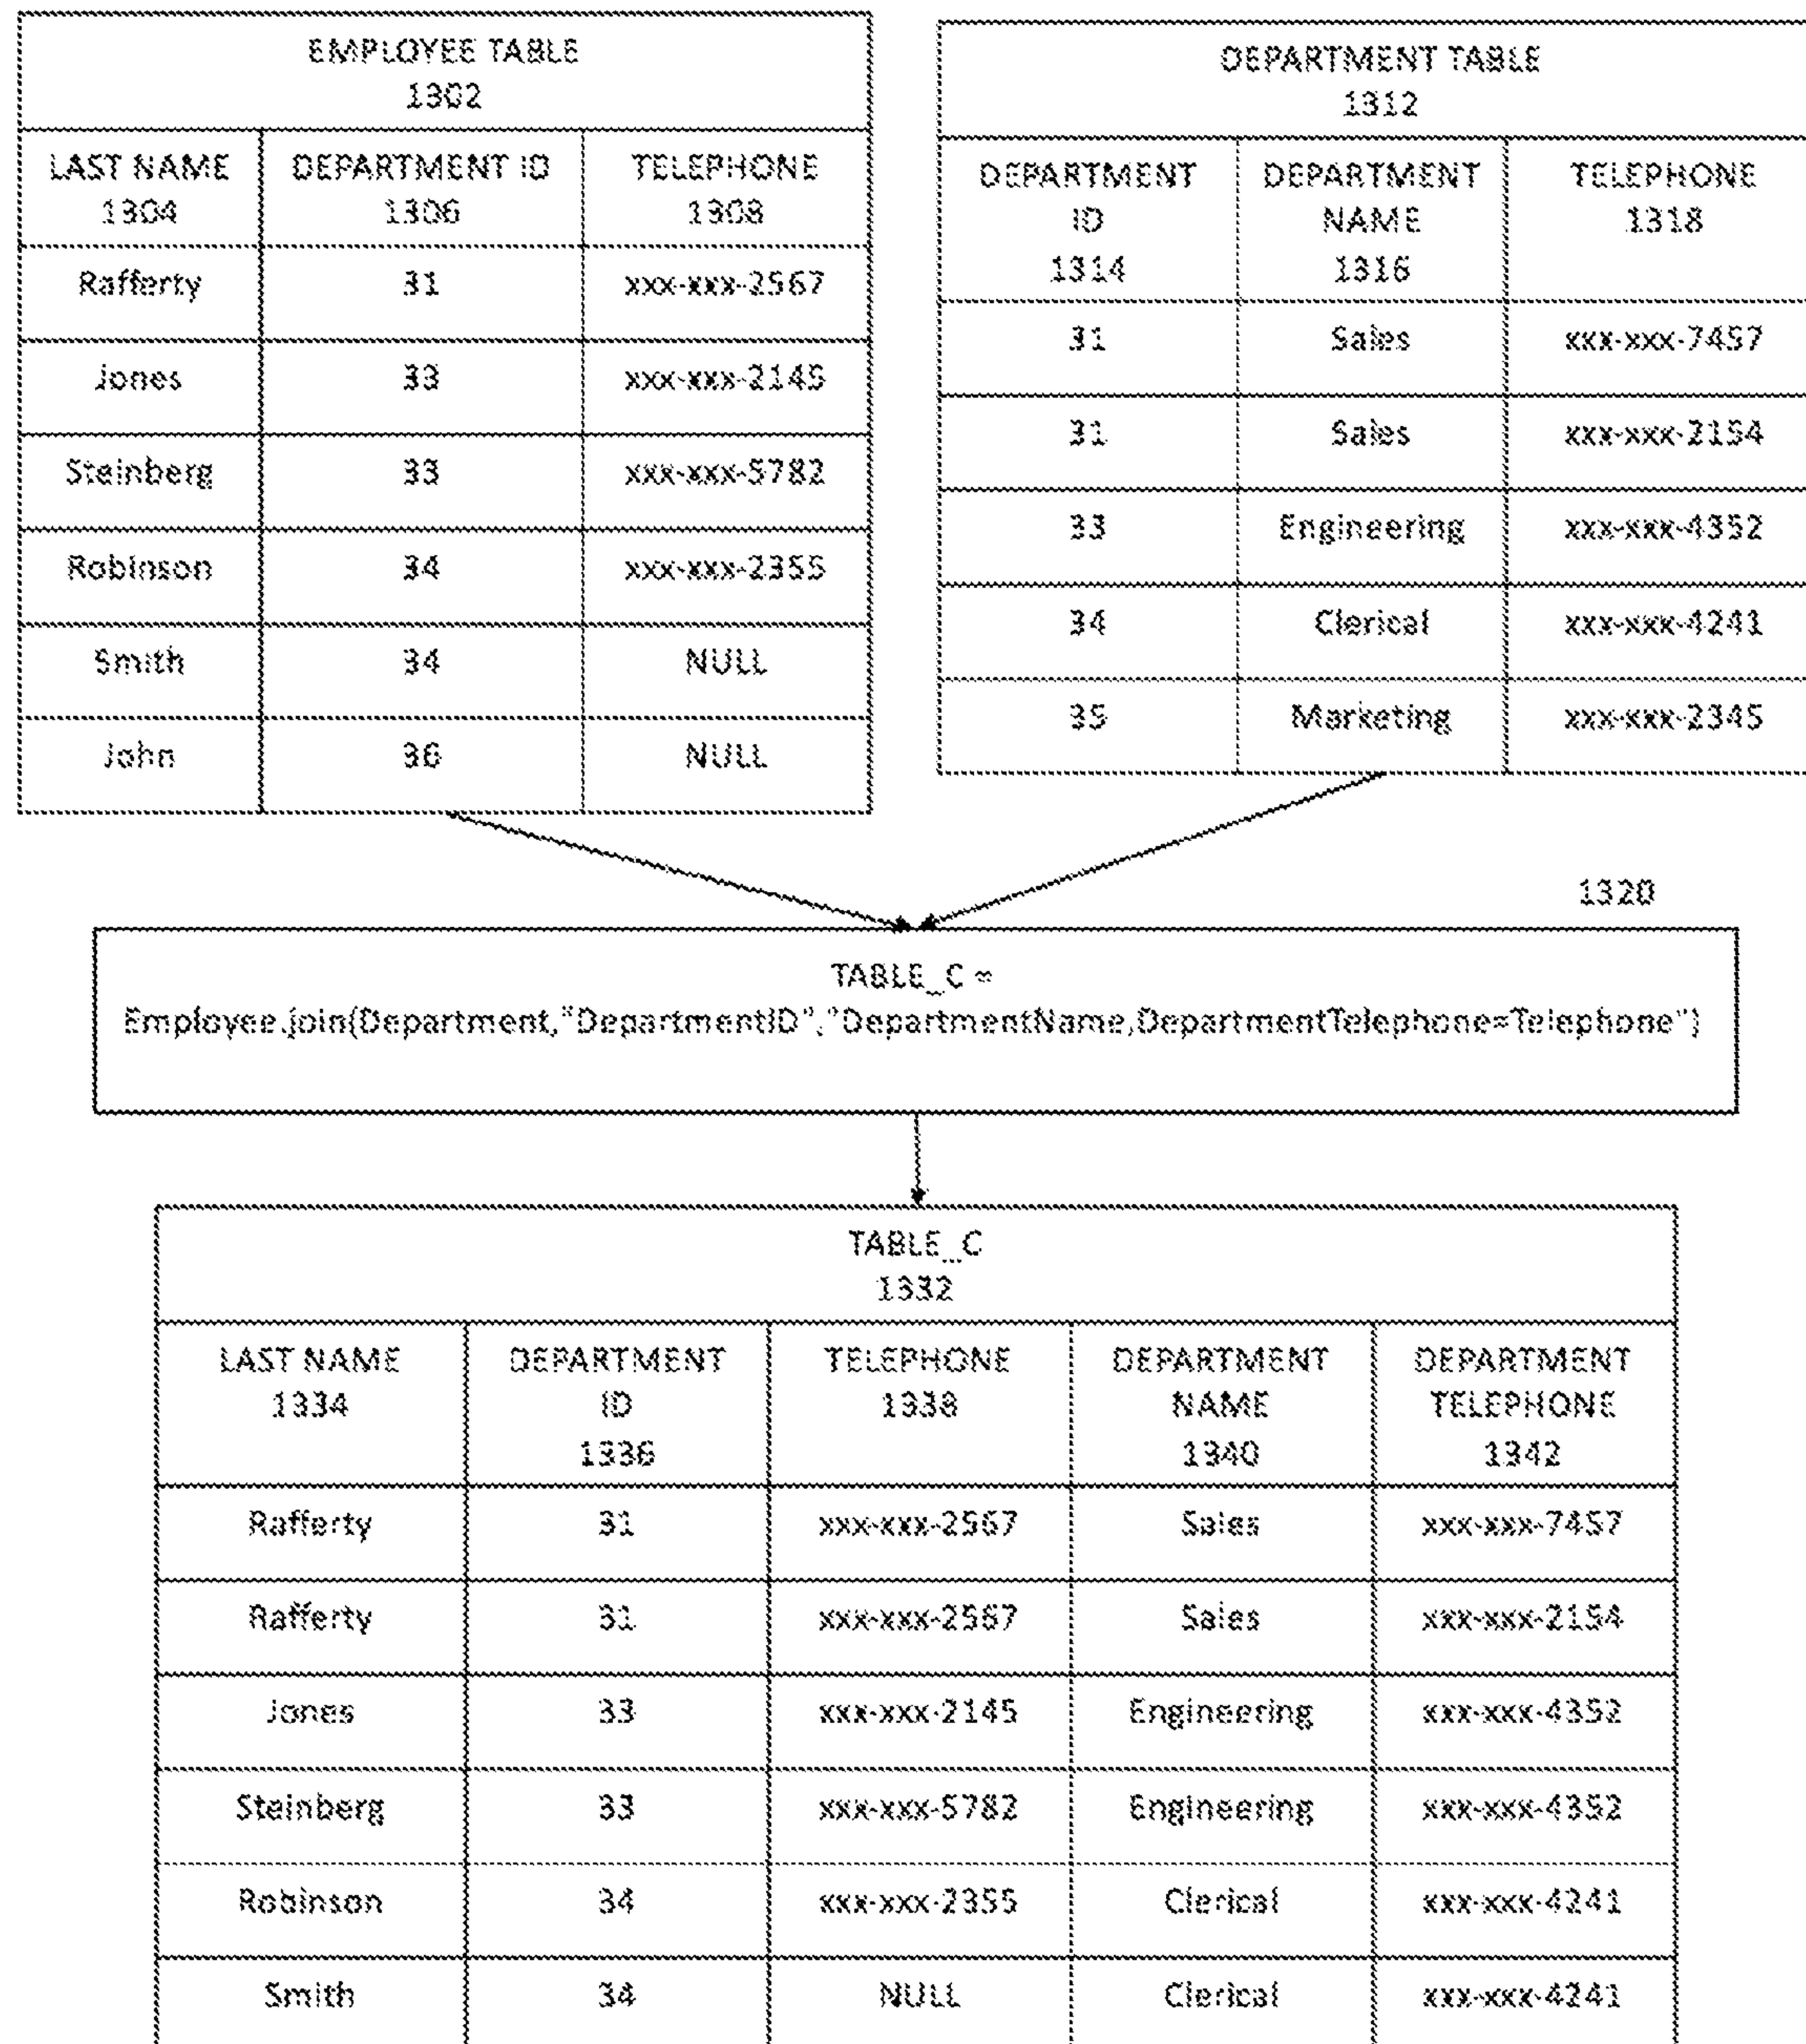 EMPLOYEE TABLE
1302
LAST NAME
1304
DEPARTMENT ID
1306
TELEPHONE
1308
Rafferty 31 xxx-xxx-2567
Jones 33 xxx-xxx-2145
Steinberg 33 xxx-xxx-5782
Robinson 34 xxx-xxx-2355
Smith 34 NULL
John 36 NULL
DEPARTMENT TABLE
1312
DEPARTMENT
ID
1314
DEPARTMENT
NAME
1316
TELEPHONE
1318
31 Sales xxx-xxx-7457
31 Sales xxx-xxx-2154
33 Engineering xxx-xxx-4352
34 Clerical xxx-xxx-4241
35 Marketing xxx-xxx-2345
1320
TABLE_C =
Employee.join(Department,"DepartmentID","DepartmentName,DepartmentTelephone=Telephone")
TABLE_C
1332
LAST NAME
1334
DEPARTMENT
ID
1336
TELEPHONE
1338
DEPARTMENT
NAME
1340
DEPARTMENT
TELEPHONE
1342
Rafferty 31 xxx-xxx-2567 Sales xxx-xxx-7457
Rafferty 31 xxx-xxx-2567 Sales xxx-xxx-2154
Jones 33 xxx-xxx-2145 Engineering xxx-xxx-4352
Steinberg 33 xxx-xxx-5782 Engineering xxx-xxx-4352
Robinson 34 xxx-xxx-2355 Clerical xxx-xxx-4241
Smith 34 NULL Clerical xxx-xxx-4241